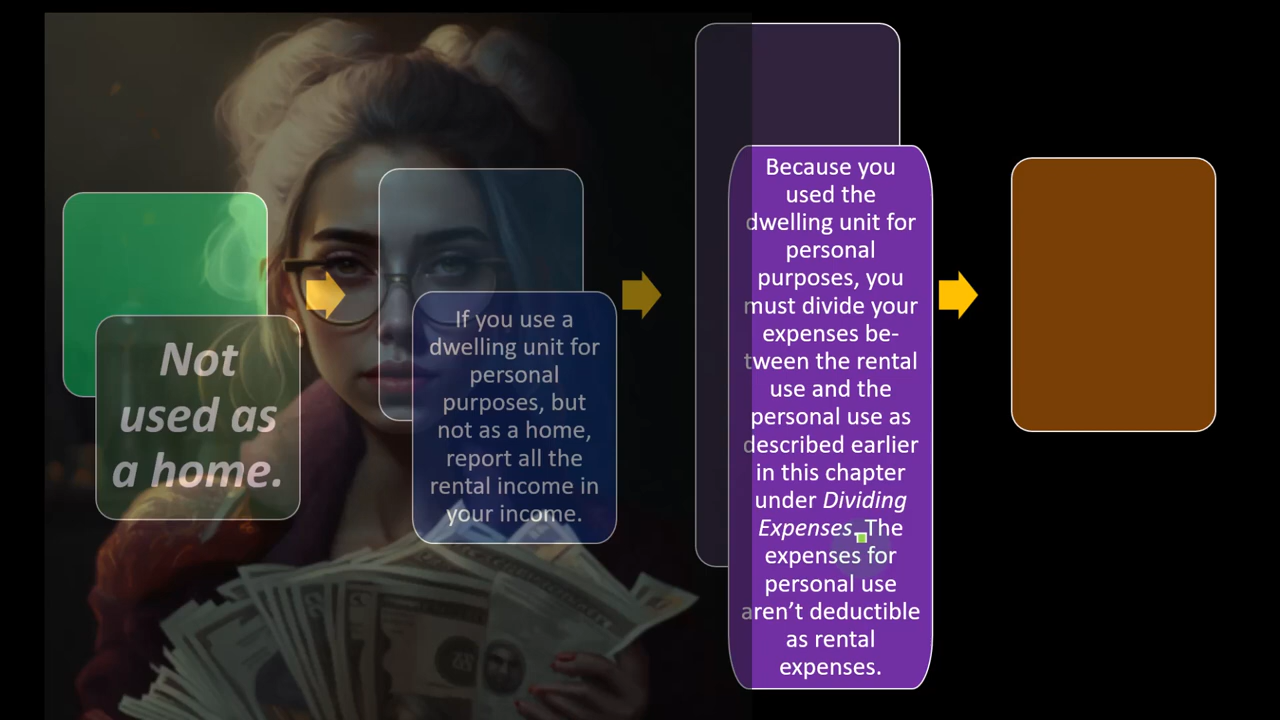 Not
used as
a home.
If you use a
dwelling unit for
personal
purposes, but
not as a home,
report all the
rental income in
your income.
Because you
used the
dwelling unit for
personal
purposes, you
must divide your
expenses be-
tween the rental
use and the
personal use as
described earlier
in this chapter
under Dividing
Expenses. The
expenses for
personal use
aren’t deductible
as rental
expenses.